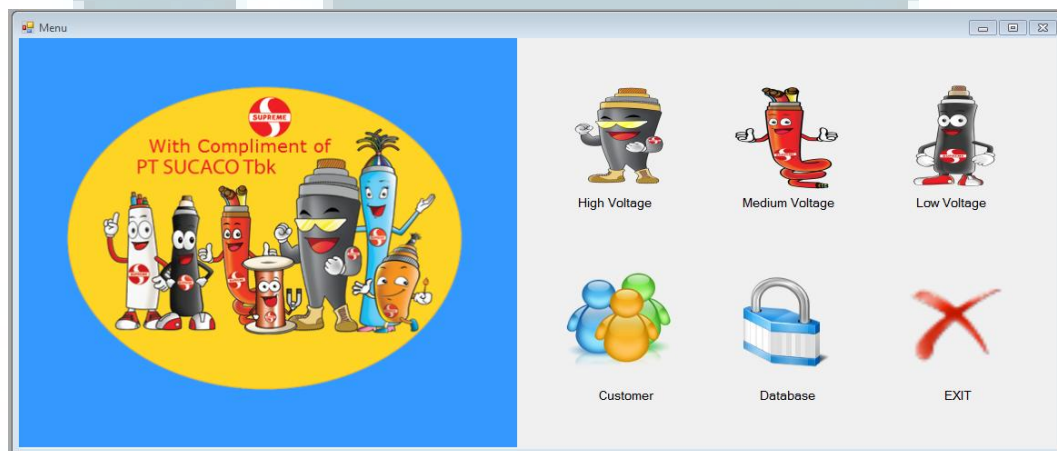 Menu
SUPREME
With Compliment of
PT SUCACO Tbk
High Voltage
Medium Voltage
Low Voltage
Customer
Database
EXIT